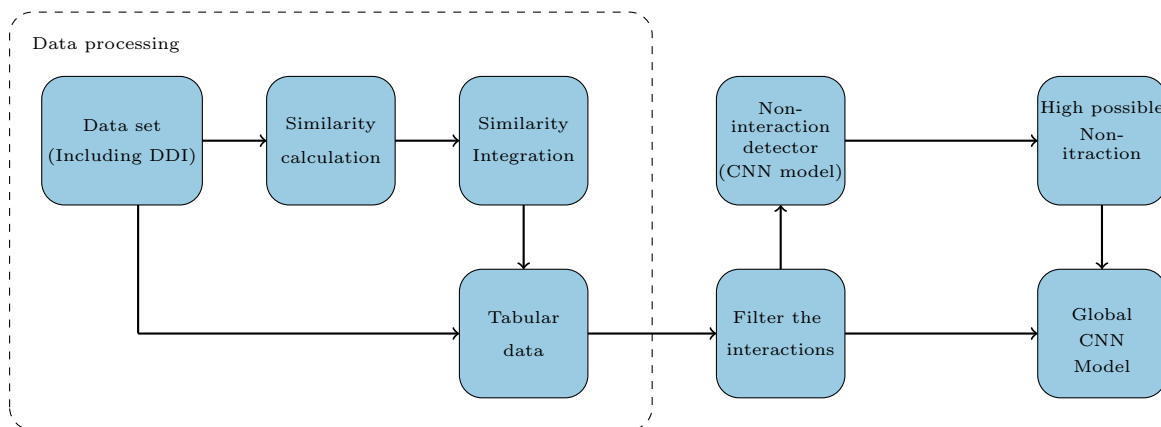 Data processing
Data set
(Including DDI)
Similarity
calculation
Similarity
Integration
Non-
interaction
detector
(CNN model)
High possible
Non-
itraction
Tabular
data
Filter the
interactions
Global
CNN
Model